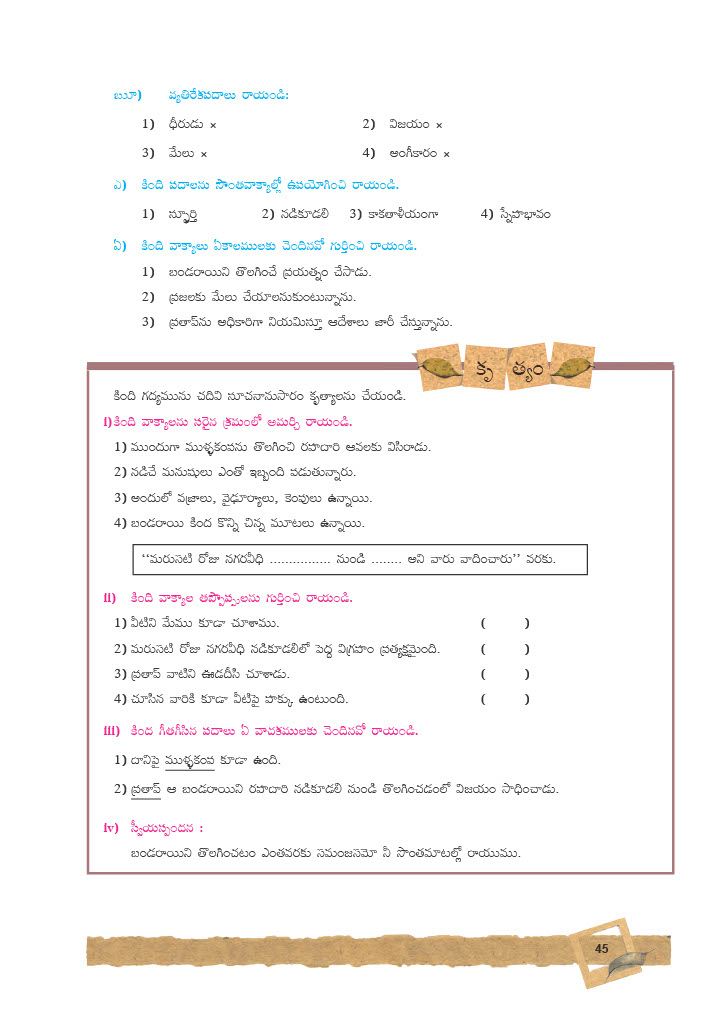 ఋ) వ్యతిరేకపదాలు రాయండి:
1) ధీరుడు × 2) విజయం ×
3) మేలు × 4) అంగీకారం ×
ఎ) కింది పదాలను సొంతవాక్యాల్లో ఉపయోగించి రాయండి.
1) స్ఫూర్తి 2) నడికూడలి 3) కాకతాళీయంగా 4) స్నేహభావం
ఏ) కింది వాక్యాలు ఏకాలములకు చెందినవో గుర్తించి రాయండి.
1) బండరాయిని తొలగించే ప్రయత్నం చేసాడు.
2) ప్రజలకు మేలు చేయాలనుకుంటున్నాను.
3) ప్రతాప్‌ను అధికారిగా నియమిస్తూ ఆదేశాలు జారీ చేస్తున్నాను.
కృత్యం
కింది గద్యమును చదివి సూచనానుసారం కృత్యాలను చేయండి.
i) కింది వాక్యాలను సరైన క్రమంలో అమర్చి రాయండి.
1) ముందుగా ముళ్ళకంపను తొలగించి రహదారి ఆవలకు విసిరాడు.
2) నడిచే మనుషులు ఎంతో ఇబ్బంది పడుతున్నారు.
3) అందులో వజ్రాలు, వైఢూర్యాలు, కెంపులు ఉన్నాయి.
4) బండరాయి కింద కొన్ని చిన్న మూటలు ఉన్నాయి.
‘‘మరుసటి రోజు నగరవీధి ................ నుండి ........ అని వారు వాదించారు’’ వరకు.
ii) కింది వాక్యాల తప్పొప్పులను గుర్తించి రాయండి.
1) వీటిని మేము కూడా చూశాము. ( )
2) మరుసటి రోజు నగరవీధి నడికూడలిలో పెద్ద విగ్రహం ప్రత్యక్షమైంది. ( )
3) ప్రతాప్ వాటిని ఊడదీసి చూశాడు. ( )
4) చూసిన వారికి కూడా వీటిపై హక్కు ఉంటుంది. ( )
iii) కింద గీతగీసిన పదాలు ఏ వాచకములకు చెందినవో రాయండి.
1) దానిపై ముళ్ళకంప కూడా ఉంది.
2) ప్రతాప్ ఆ బండరాయిని రహదారి నడికూడలి నుండి తొలగించడంలో విజయం సాధించాడు.
iv) స్వీయస్పందన :
బండరాయిని తొలగించటం ఎంతవరకు సమంజసమో నీ సొంతమాటల్లో రాయుము.
45